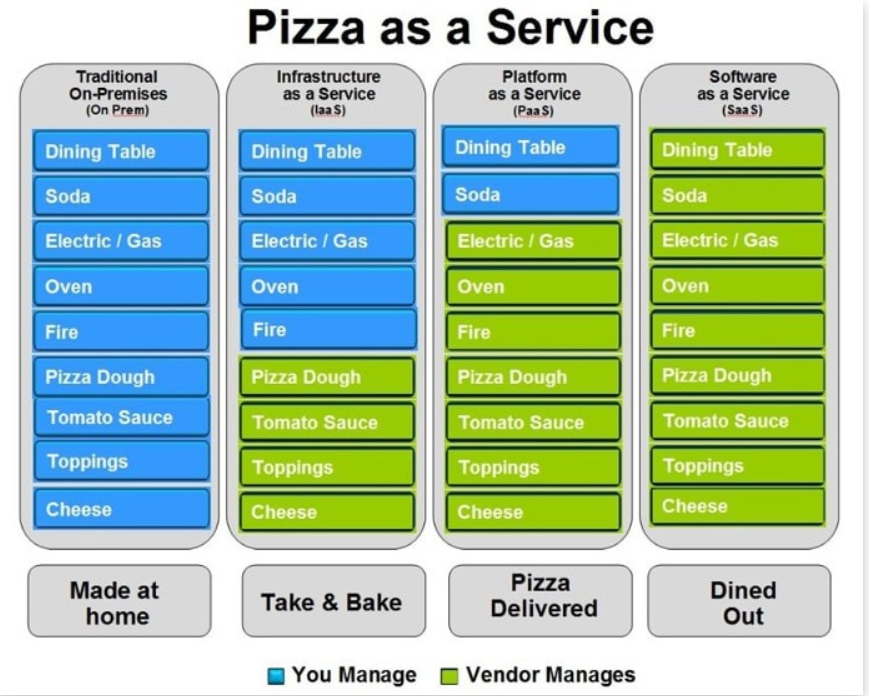 Pizza as a Service
Traditional
On-Premises
(On Prem)
Dining Table
Soda
Electric / Gas
Oven
Fire
Pizza Dough
Tomato Sauce
Toppings
Cheese
Made at
home
Infrastructure
as a Service
(IaaS)
Dining Table
Soda
Electric / Gas
Oven
Fire
Pizza Dough
Tomato Sauce
Toppings
Cheese
Take & Bake
Platform
as a Service
(PaaS)
Dining Table
Soda
Electric / Gas
Oven
Fire
Pizza Dough
Tomato Sauce
Toppings
Cheese
Pizza
Delivered
Software
as a Service
(SaaS)
Dining Table
Soda
Electric / Gas
Oven
Fire
Pizza Dough
Tomato Sauce
Toppings
Cheese
Dined
Out
You Manage
Vendor Manages